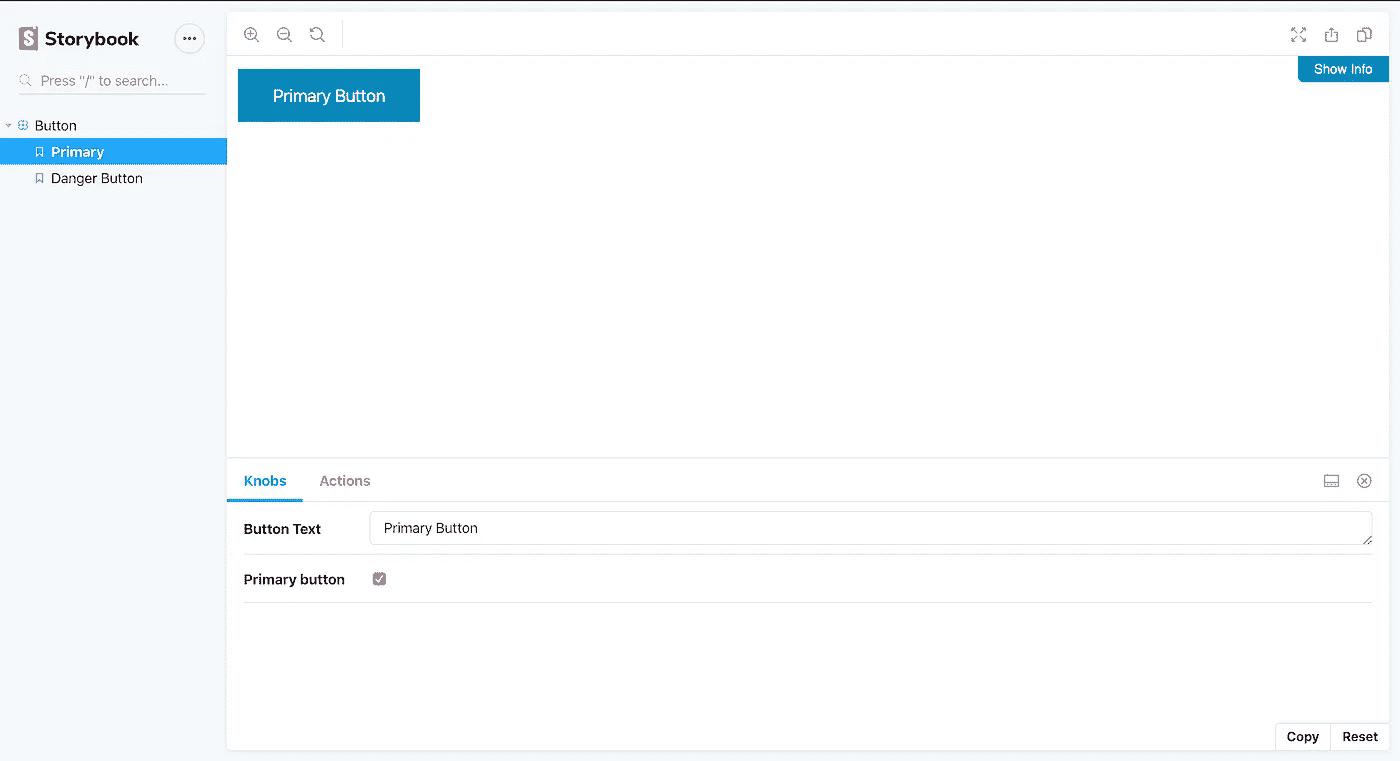 Storybook
Press "/" to search...
Button
Primary
Danger Button
Show Info
Primary Button
Knobs
Actions
Button Text
Primary Button
Primary button
Copy
Reset